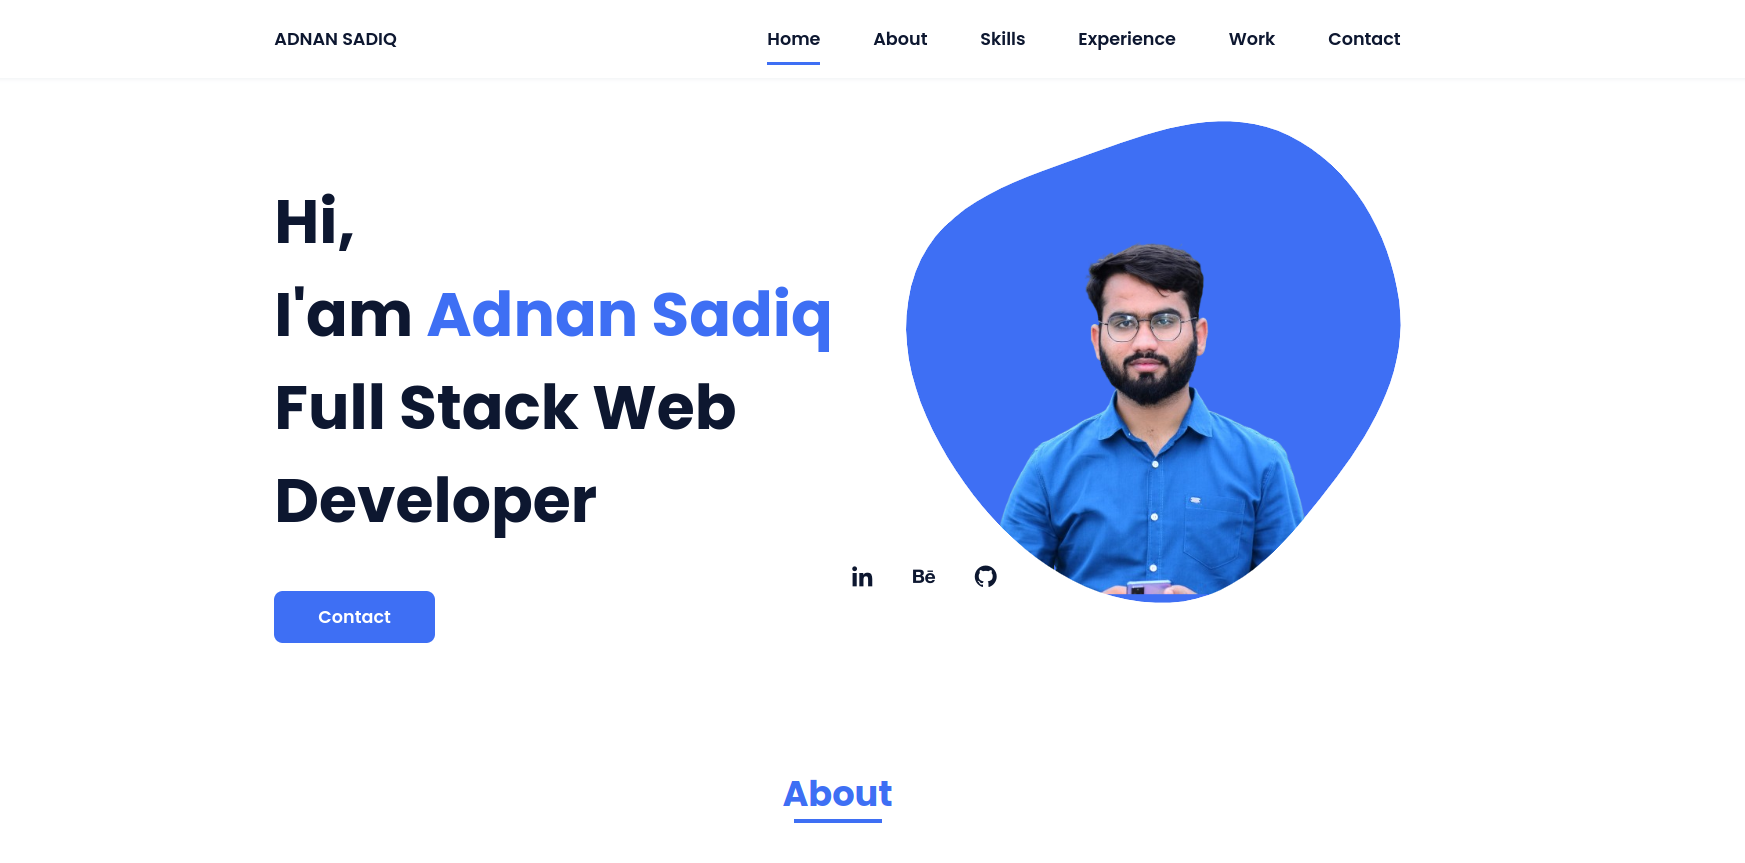 ADNAN SADIQ
Home About Skills Experience Work Contact
Hi,
I'am Adnan Sadiq
Full Stack Web
Developer
in Bē
Contact
About